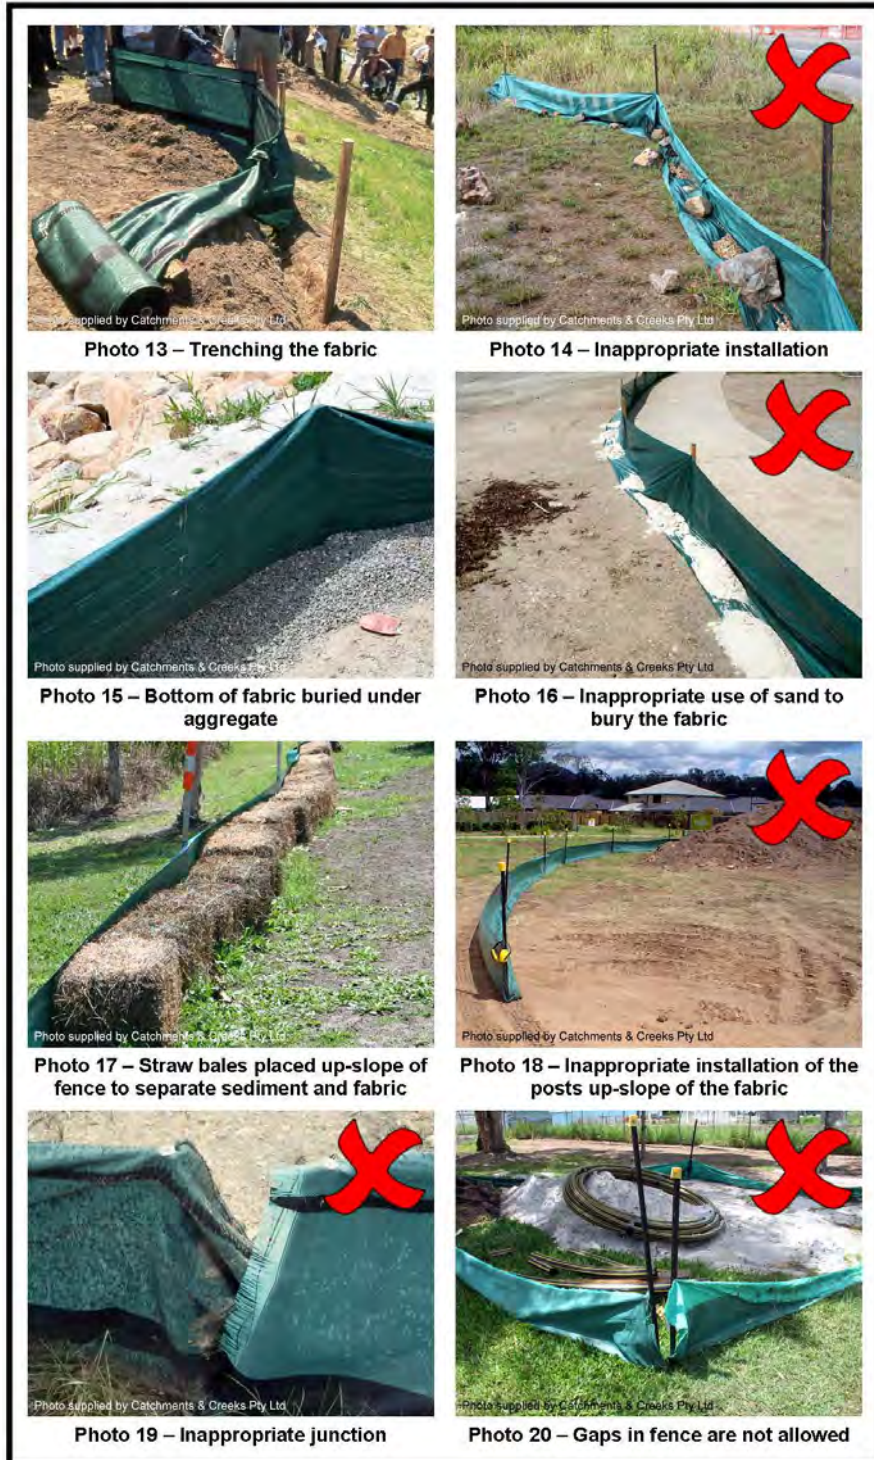 Photo supplied by Catchments & Creeks Pty Ltd
Photo supplied by Catchments & Creeks Pty Ltd
Photo 13 – Trenching the fabric
Photo 14 – Inappropriate installation
Photo supplied by Catchments & Creeks Pty Ltd
Photo supplied by Catchments & Creeks Pty Ltd
Photo 15 – Bottom of fabric buried under
aggregate
Photo 16 – Inappropriate use of sand to
bury the fabric
Photo supplied by Catchments & Creeks Pty Ltd
Photo supplied by Catchments & Creeks Pty Ltd
Photo 17 – Straw bales placed up-slope of
fence to separate sediment and fabric
Photo 18 – Inappropriate installation of the
posts up-slope of the fabric
Photo supplied by Catchments & Creeks Pty Ltd
Photo supplied by Catchments & Creeks Pty Ltd
Photo 19 – Inappropriate junction
Photo 20 – Gaps in fence are not allowed